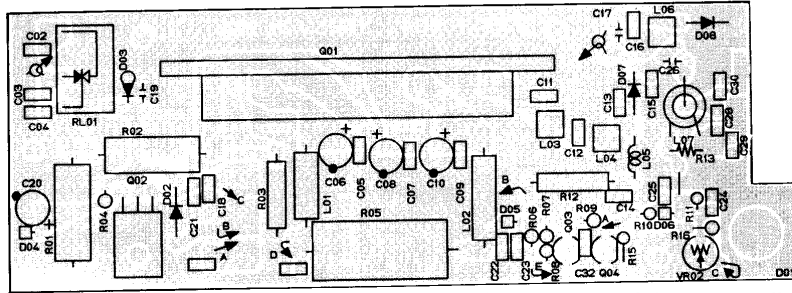 C02
C03
C04
RL01
D03
C19
Q01
C17
C16
L06
D08
C11
C13
D07
C15
C26
C30
C28
C29
L03
C12
L04
L05
L07
R13
R02
Q02
C20
D04
R01
R04
D02
C21
C18
C
B
A
R03
L01
C06
C05
C08
C07
C10
C09
R05
D
C
L02
B
D05
R12
C14
C25
C24
R11
R10
D06
R16
R06
R07
Q03
R09
A
C22
C23
E
R08
C32
Q04
R15
VR02
C
D01